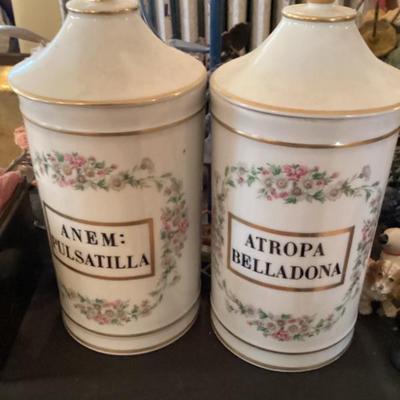 ANEM:
PULSATILLA
ATROPA
BELLADONA